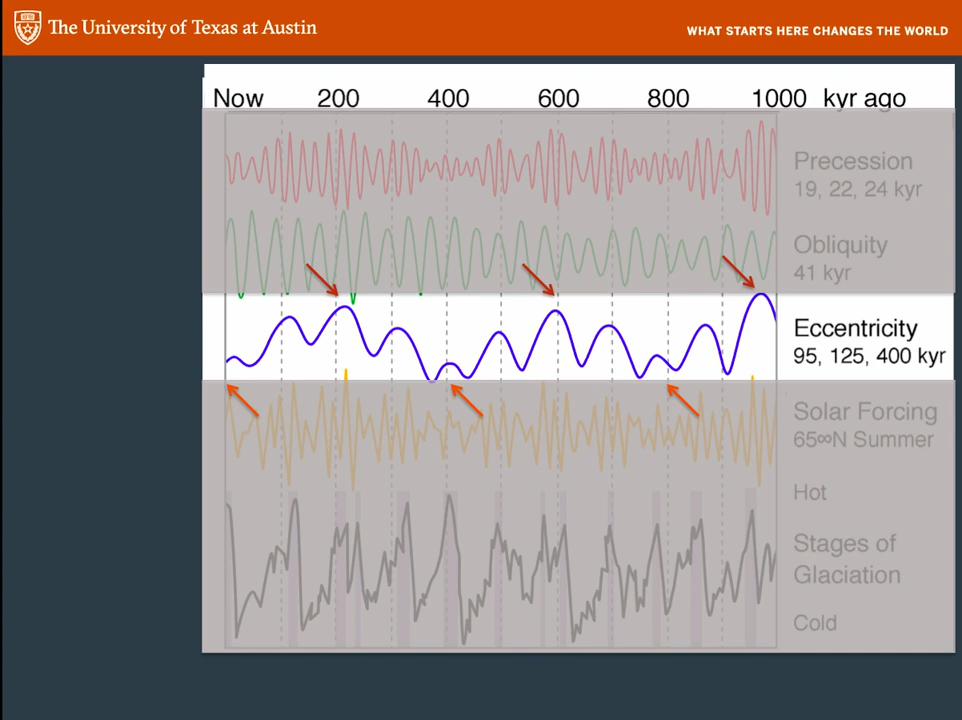 The University of Texas at Austin
WHAT STARTS HERE CHANGES THE WORLD
Now 200 400 600 800 1000 kyr ago
Precession
19, 22, 24 kyr
Obliquity
41 kyr
Eccentricity
95, 125, 400 kyr
Solar Forcing
65∞N Summer
Hot
Stages of
Glaciation
Cold